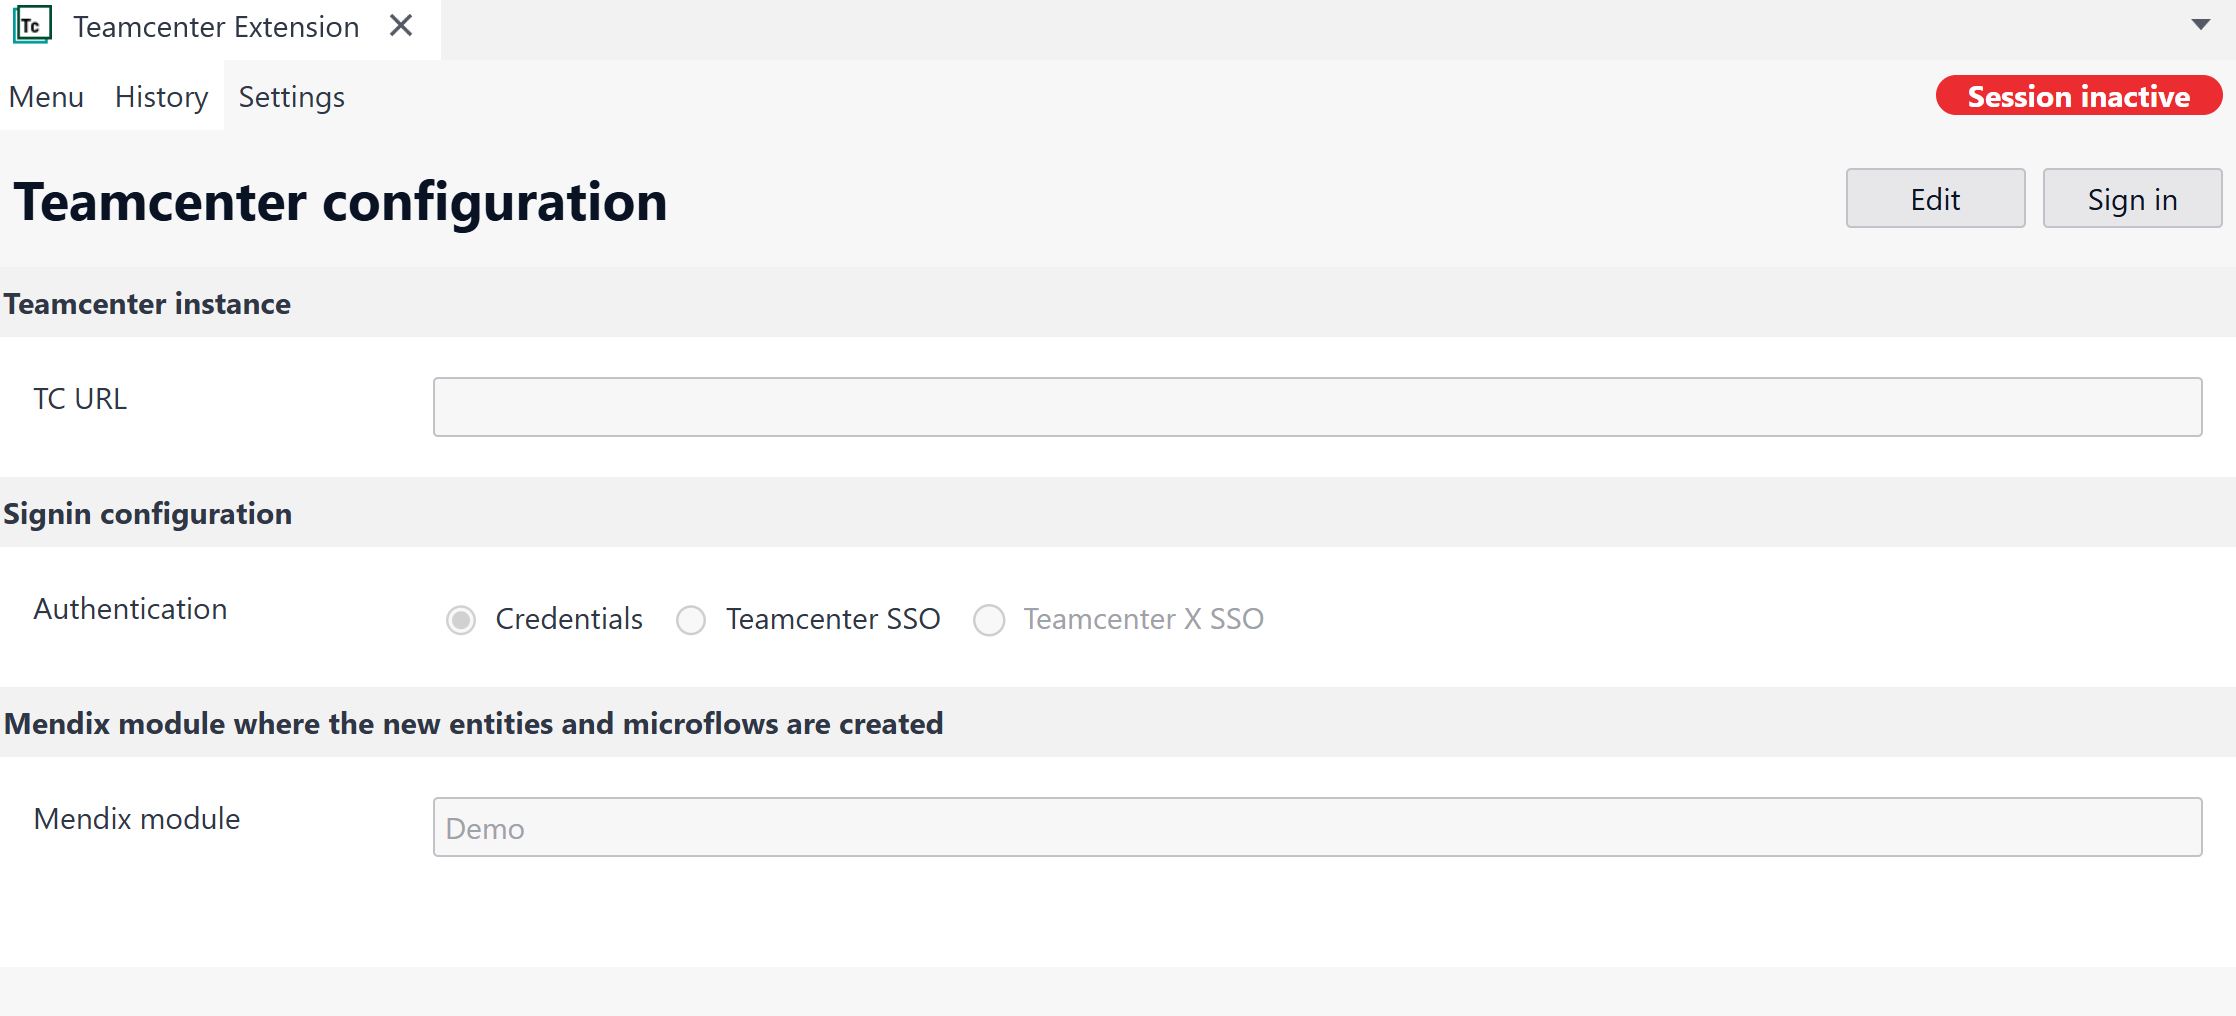 Tc Teamcenter Extension
Menu History Settings Session inactive
Teamcenter configuration Edit Sign in
Teamcenter instance
TC URL
Signin configuration
Authentication Credentials Teamcenter SSO Teamcenter X SSO
Mendix module where the new entities and microflows are created
Mendix module Demo